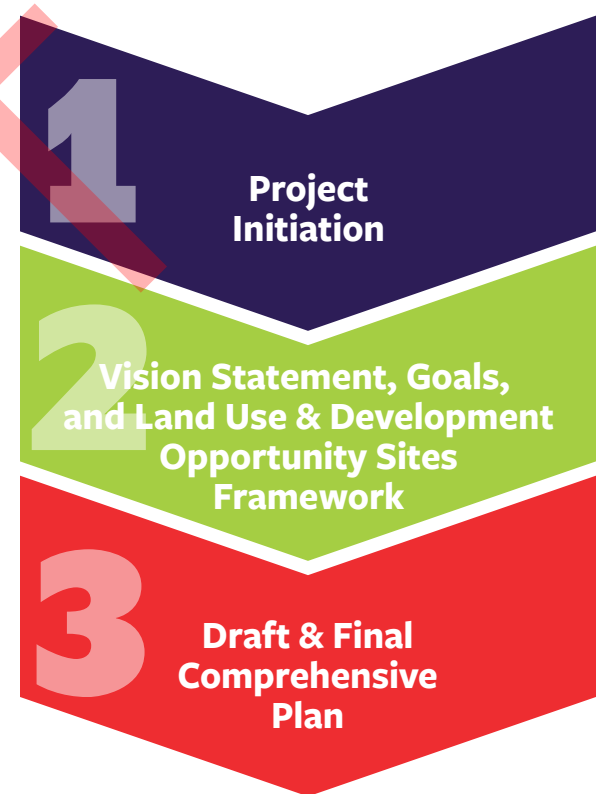 1
Project
Initiation
2
Vision Statement, Goals,
and Land Use & Development
Opportunity Sites
Framework
3
Draft & Final
Comprehensive
Plan